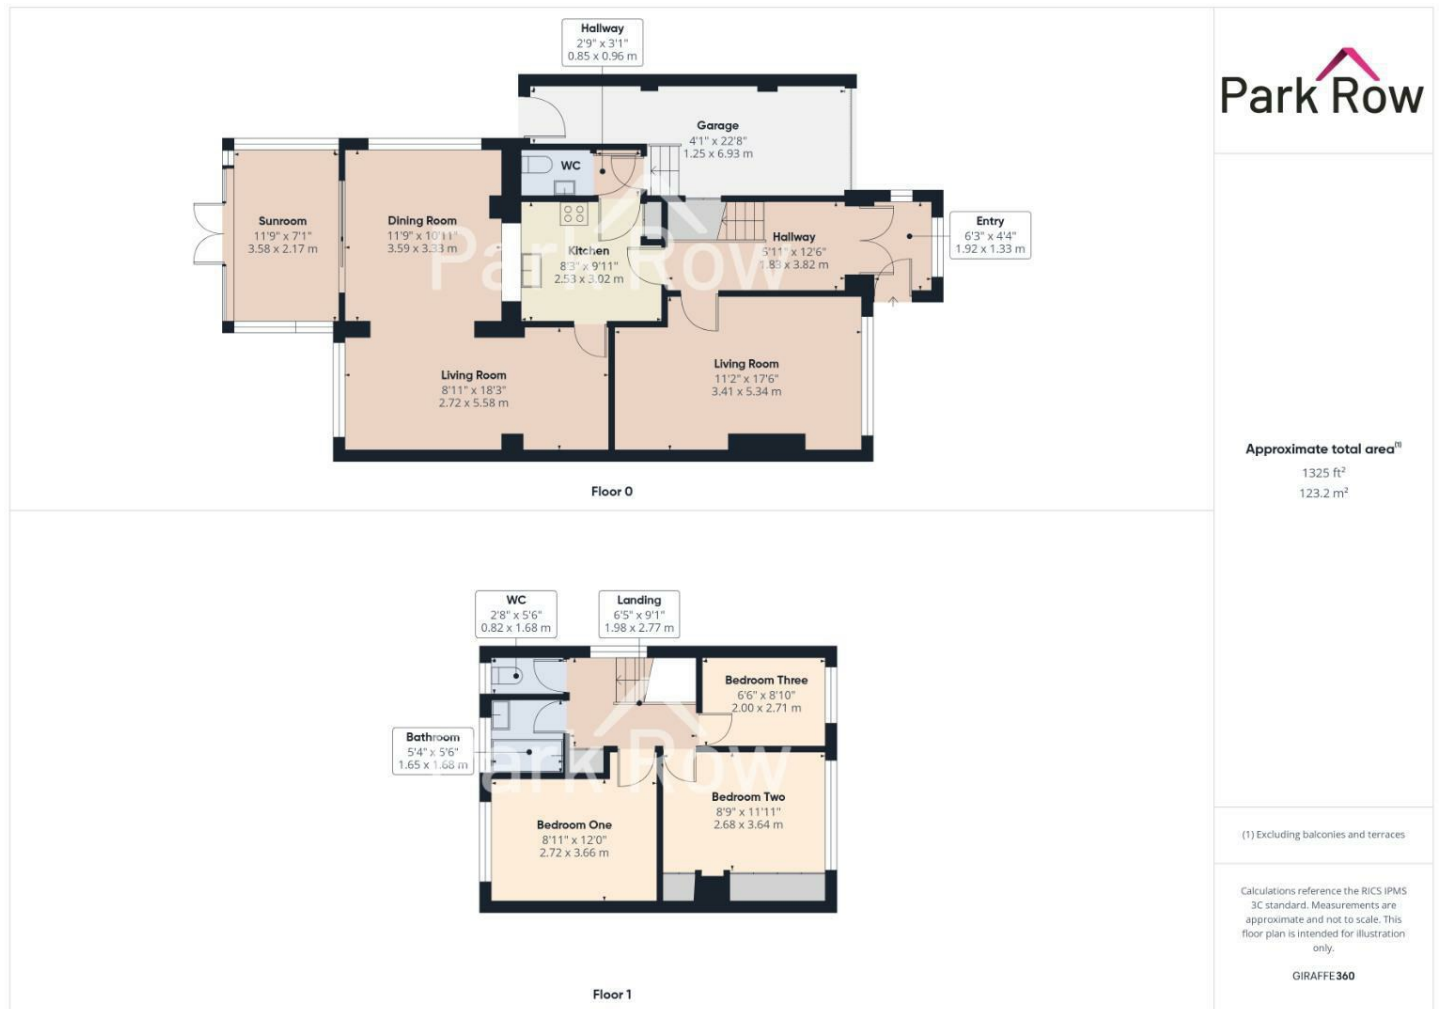 Hallway
2'9" x 3'1"
0.85 x 0.96 m
Garage
4'1" x 22'8"
1.25 x 6.93 m
WC
Sunroom
11'9" x 7'1"
3.58 x 2.17 m
Dining Room
11'9" x 10'11"
3.59 x 3.33 m
Kitchen
8'3" x 9'11"
2.53 x 3.02 m
Hallway
6'11" x 12'6"
1.83 x 3.82 m
Entry
6'3" x 4'4"
1.92 x 1.33 m
Living Room
8'11" x 18'3"
2.72 x 5.58 m
Living Room
11'2" x 17'6"
3.41 x 5.34 m
Park Row
Floor 0
WC
2'8" x 5'6"
0.82 x 1.68 m
Landing
6'5" x 9'1"
1.98 x 2.77 m
Bedroom Three
6'6" x 8'10"
2.00 x 2.71 m
Bathroom
5'4" x 5'6"
1.65 x 1.68 m
Bedroom One
8'11" x 12'0"
2.72 x 3.66 m
Bedroom Two
8'9" x 11'11"
2.68 x 3.64 m
Park Row
Floor 1
Park Row
Approximate total area(1)
1325 ft²
123.2 m²
(1) Excluding balconies and terraces
Calculations reference the RICS IPMS
3C standard. Measurements are
approximate and not to scale. This
floor plan is intended for illustration
only.
GIRAFFE360